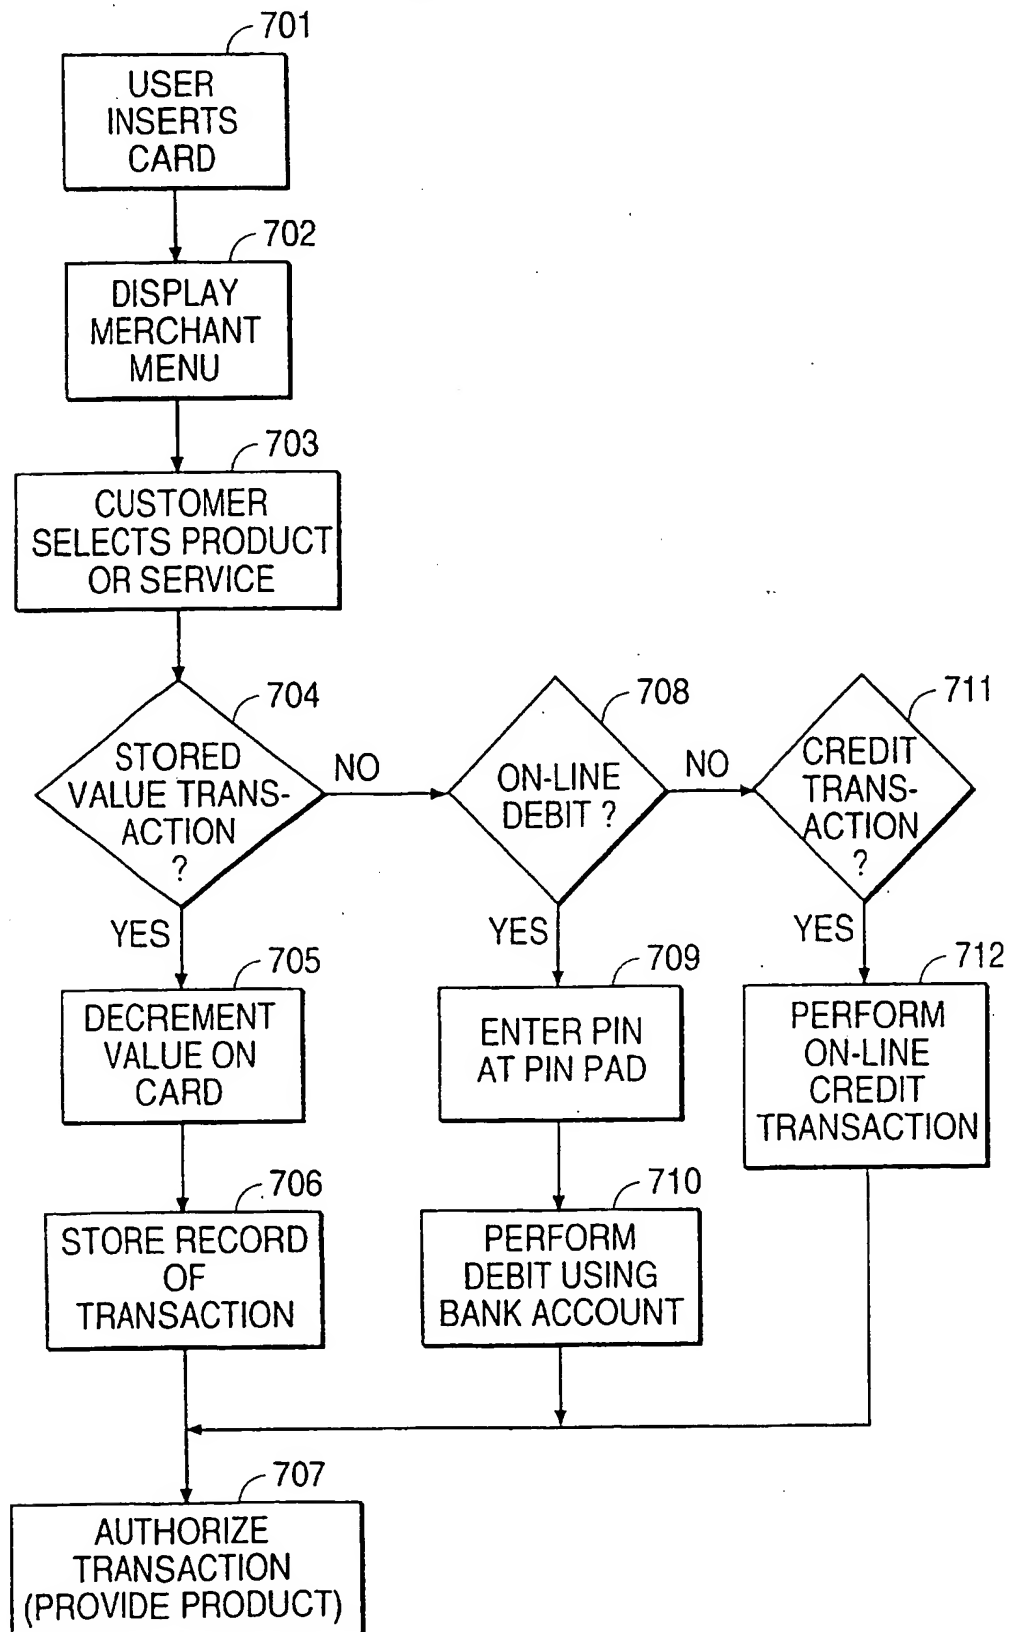 701
USER
INSERTS
CARD
702
DISPLAY
MERCHANT
MENU
703
CUSTOMER
SELECTS PRODUCT
OR SERVICE
704
STORED
VALUE TRANS-
ACTION
?
NO
708
ON-LINE
DEBIT ?
NO
711
CREDIT
TRANS-
ACTION
?
YES
705
DECREMENT
VALUE ON
CARD
YES
709
ENTER PIN
AT PIN PAD
YES
712
PERFORM
ON-LINE
CREDIT
TRANSACTION
706
STORE RECORD
OF
TRANSACTION
710
PERFORM
DEBIT USING
BANK ACCOUNT
707
AUTHORIZE
TRANSACTION
(PROVIDE PRODUCT)